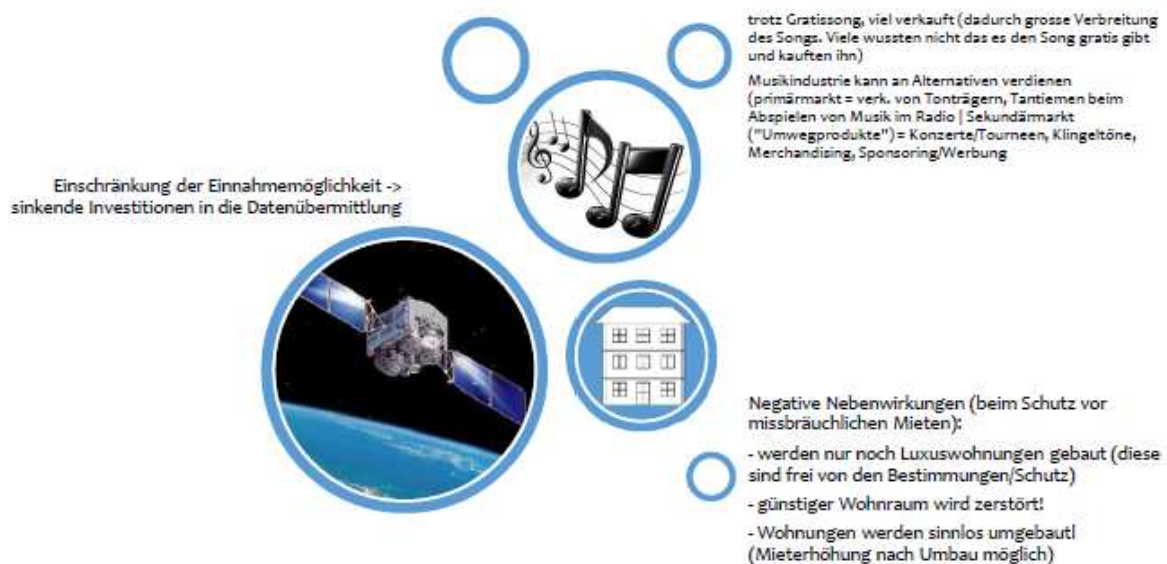 trotz Gratissong, viel verkauft (dadurch grosse Verbreitung
des Songs. Viele wussten nicht das es den Song gratis gibt
und kauften ihn)
Musikindustrie kann an Alternativen verdienen
(primärmarkt = verk. von Tonträgern, Tantiemen beim
Abspielen von Musik im Radio | Sekundärmarkt
("Umwegprodukte") = Konzerte/Tourneen, Klingeltöne,
Merchandising, Sponsoring/Werbung
Einschränkung der Einnahmemöglichkeit ->
sinkende Investitionen in die Datenübermittlung
Negative Nebenwirkungen (beim Schutz vor
missbräuchlichen Mieten):
- werden nur noch Luxuswohnungen gebaut (diese
sind frei von den Bestimmungen/Schutz)
- günstiger Wohnraum wird zerstört!
- Wohnungen werden sinnlos umgebaut!
(Mieterhöhung nach Umbau möglich)